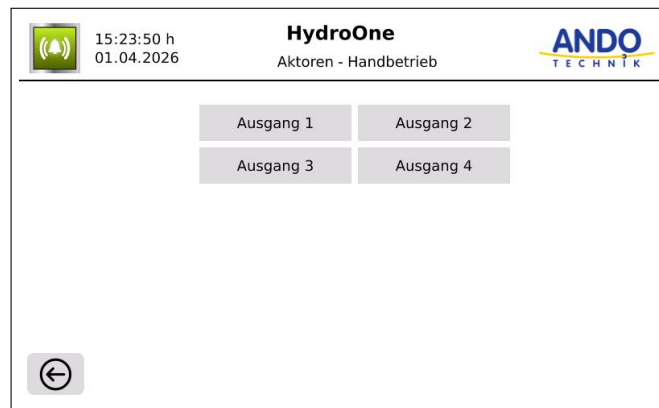 15:23:50 h
01.04.2026
HydroOne
Aktoren - Handbetrieb
ANDO
TECHNIK
Ausgang 1
Ausgang 2
Ausgang 3
Ausgang 4